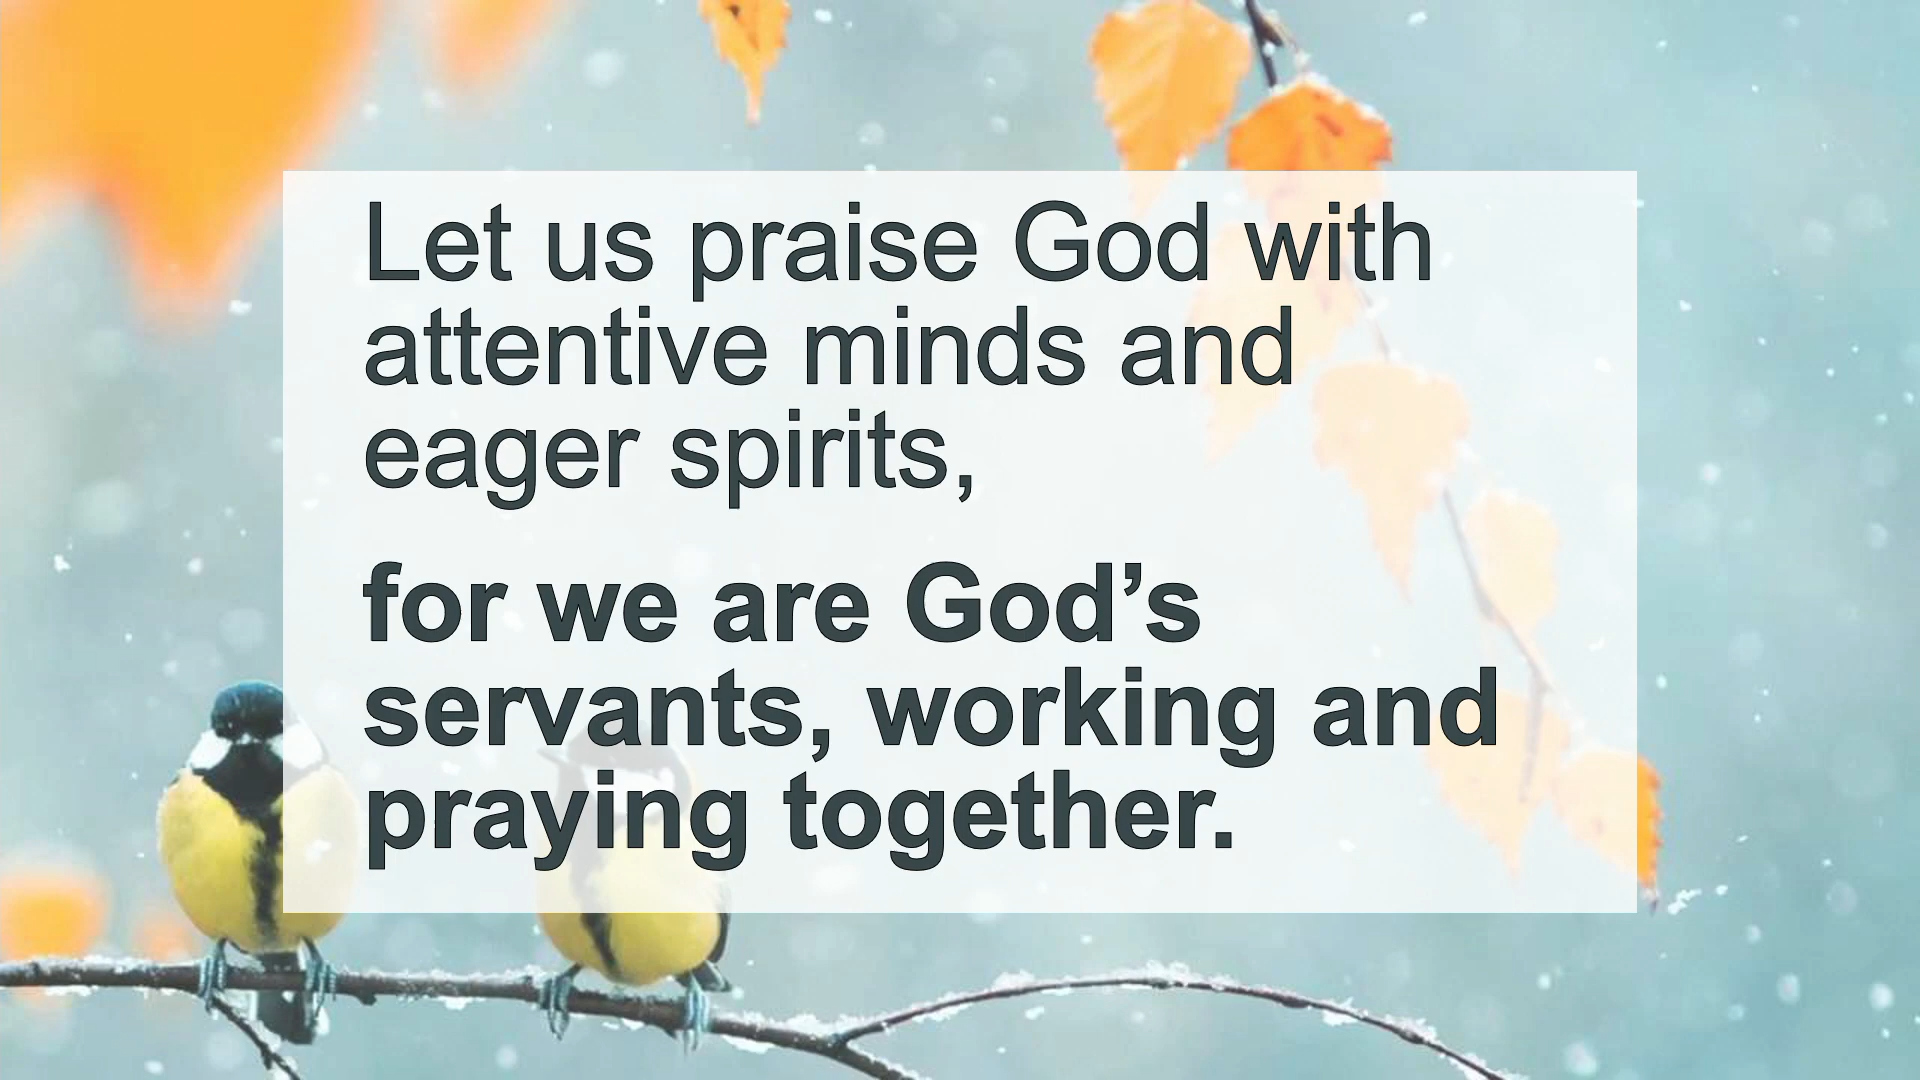 Let us praise God with
attentive minds and
eager spirits,
for we are God’s
servants, working and
praying together.